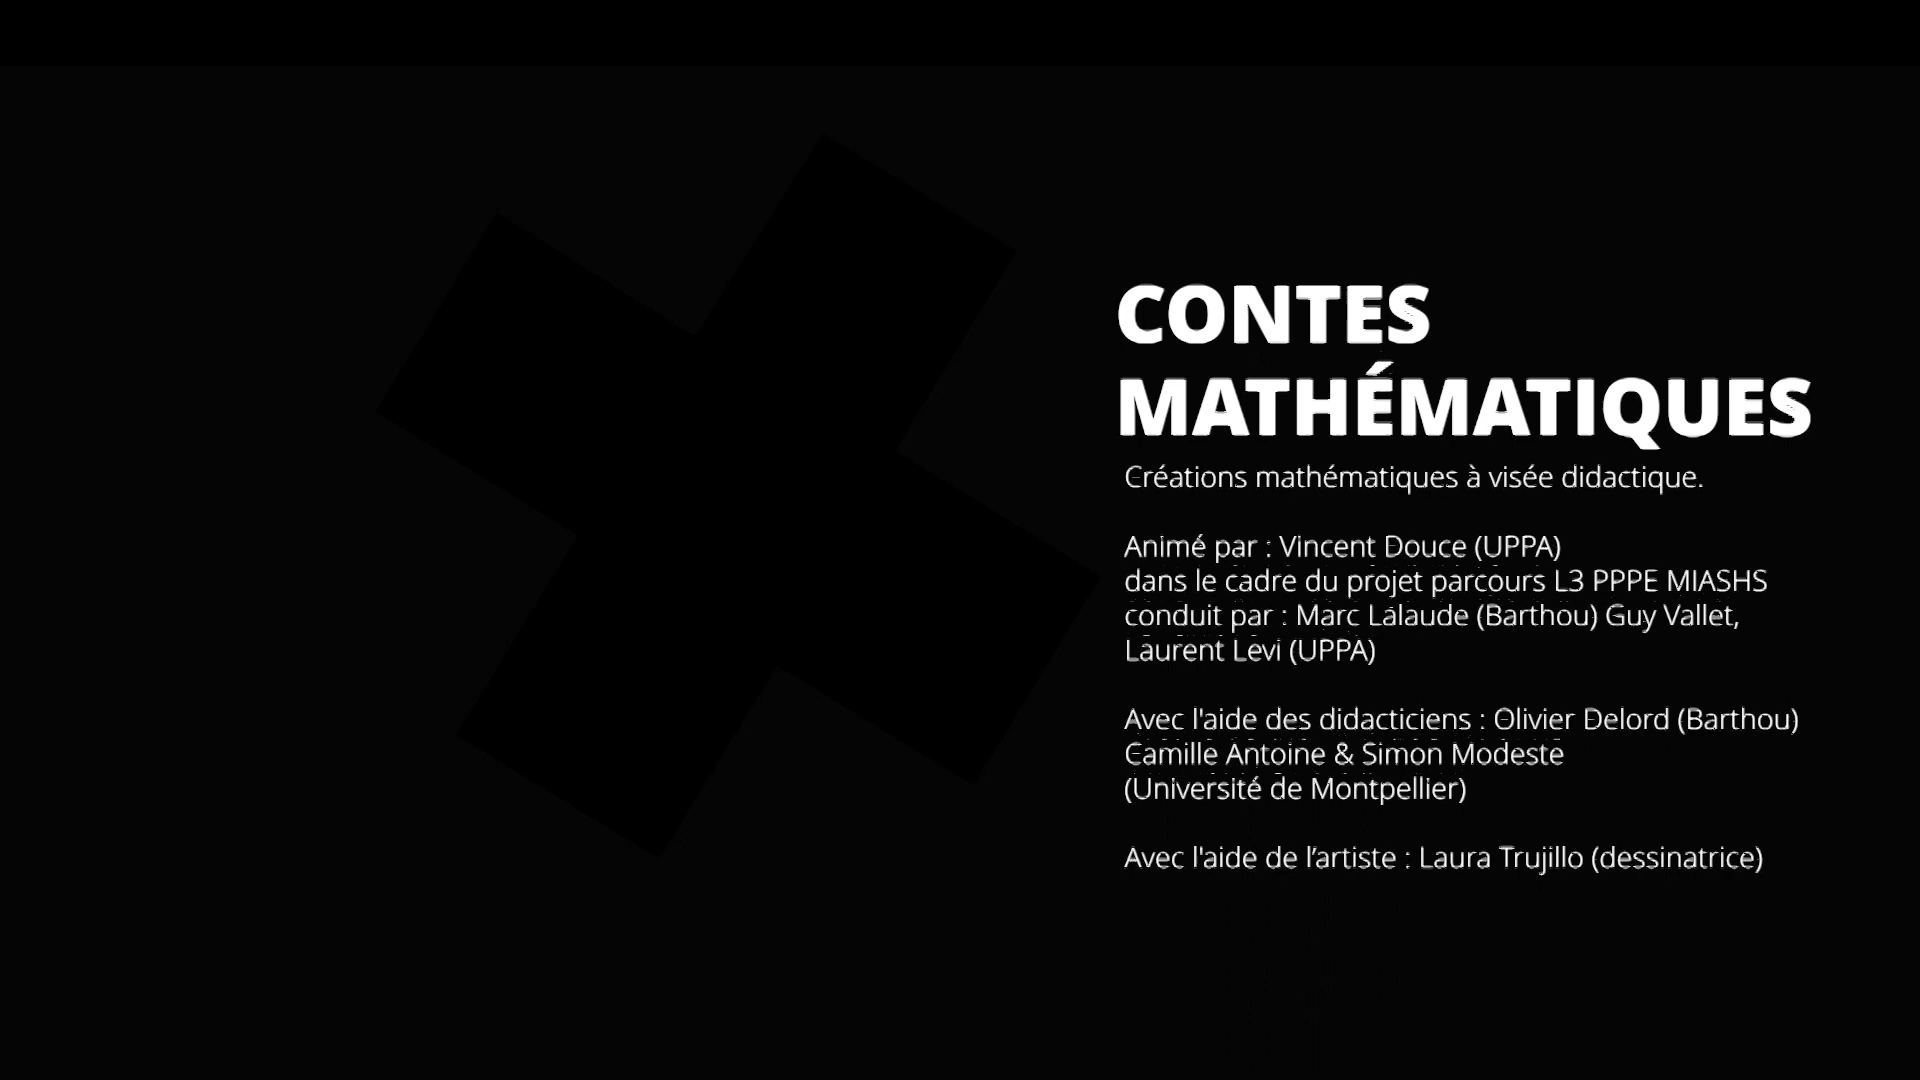 CONTES
MATHÉMATIQUES
Créations mathématiques à visée didactique.
Animé par : Vincent Douce (UPPA)
dans le cadre du projet parcours L3 PPPE MIASHS
conduit par : Marc Lalaude (Barthou) Guy Vallet,
Laurent Levi (UPPA)
Avec l'aide des didacticiens : Olivier Delord (Barthou)
Camille Antoine & Simon Modeste
(Université de Montpellier)
Avec l'aide de l’artiste : Laura Trujillo (dessinatrice)